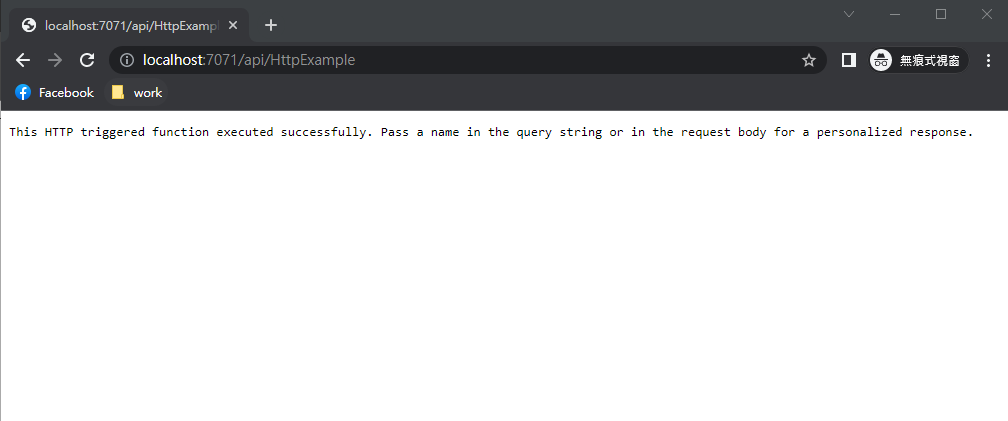 localhost:7071/api/HttpExampl
localhost:7071/api/HttpExample
無痕式視窗
Facebook
work
This HTTP triggered function executed successfully. Pass a name in the query string or in the request body for a personalized response.